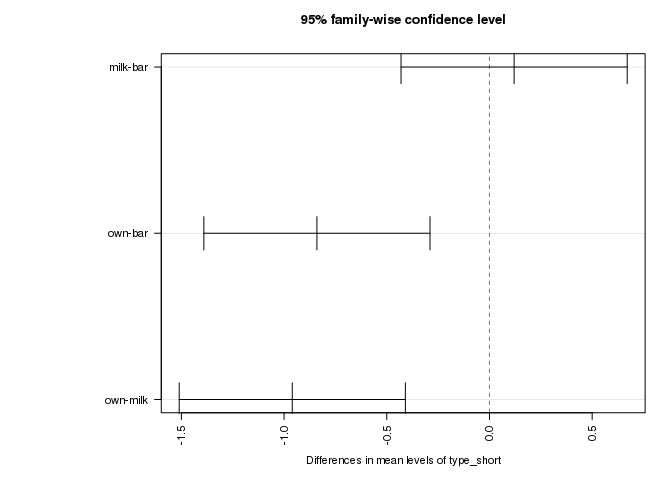 95% family-wise confidence level
milk-bar
own-bar
own-milk
-1.5
-1.0
-0.5
0.0
0.5
Differences in mean levels of type_short